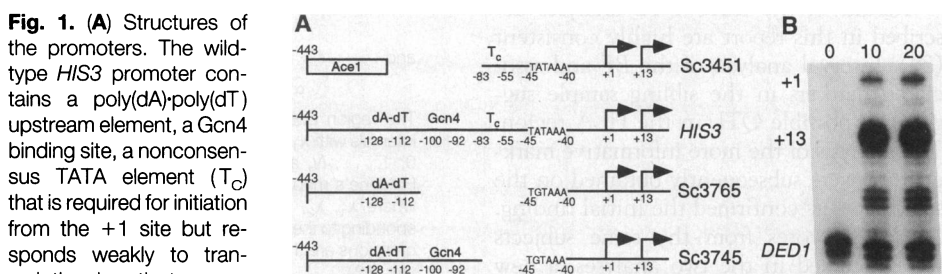 Fig. 1. (A) Structures of
the promoters. The wild-
type HIS3 promoter con-
tains a poly(dA)·poly(dT)
upstream element, a Gcn4
binding site, a nonconsen-
sus TATA element (Tc)
that is required for initiation
from the +1 site but re-
sponds weakly to tran-
A
-443 Tc
Ace1 TATAAA Sc3451
-83 -55 -45 -40 +1 +13
-443 dA-dT Gcn4 Tc
TATAAA HIS3
-128 -112 -100 -92 -83 -55 -45 -40 +1 +13
-443 dA-dT TGTAAA Sc3765
-128 -112 -45 -40 +1 +13
-443 dA-dT Gcn4 TGTAAA Sc3745
-128 -112 -100 -92 -45 -40 +1 +13
B
0 10 20
+1
+13
DED1